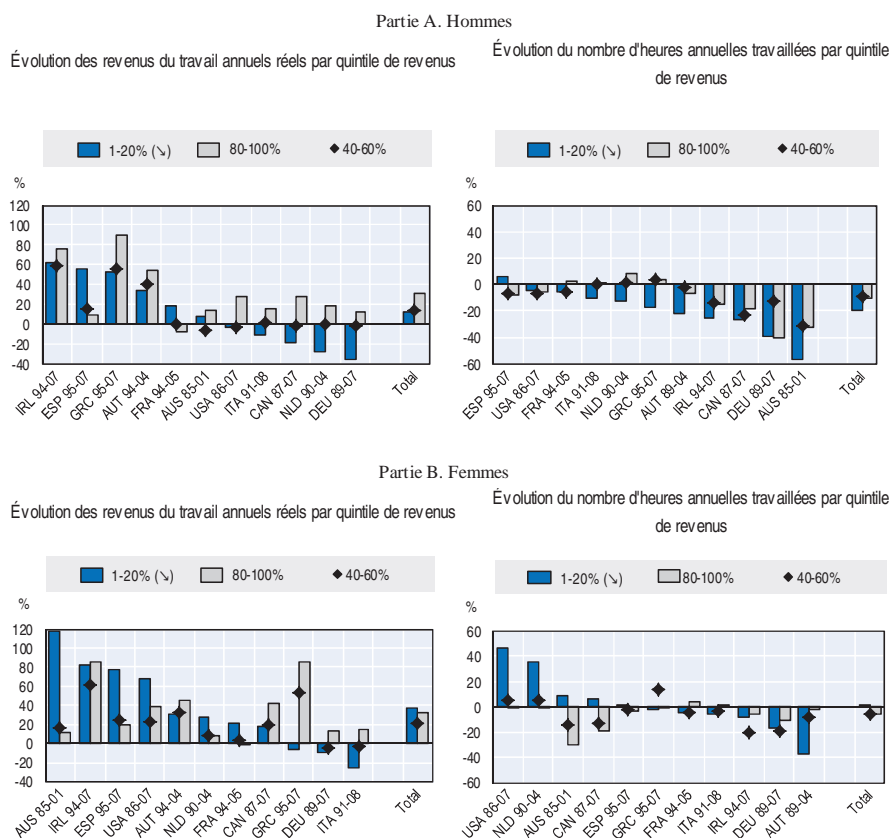 Partie A. Hommes
Évolution des revenus du travail annuels réels par quintile de revenus
Évolution du nombre d'heures annuelles travaillées par quintile
de revenus
1-20% (↘) 80-100% 40-60%
%
120
100
80
60
40
20
0
-20
-40
IRL 94-07
ESP 95-07
GRC 95-07
AUT 94-04
FRA 94-05
AUS 85-01
USA 86-07
ITA 91-08
CAN 87-07
NLD 90-04
DEU 89-07
Total
1-20% (↘) 80-100% 40-60%
%
60
40
20
0
-20
-40
-60
ESP 95-07
USA 86-07
FRA 94-05
ITA 91-08
NLD 90-04
GRC 95-07
AUT 89-04
IRL 94-07
CAN 87-07
DEU 89-07
AUS 85-01
Total
Partie B. Femmes
Évolution des revenus du travail annuels réels par quintile de revenus
Évolution du nombre d'heures annuelles travaillées par quintile
de revenus
1-20% (↘) 80-100% 40-60%
%
120
100
80
60
40
20
0
-20
-40
AUS 85-01
IRL 94-07
ESP 95-07
USA 86-07
AUT 94-04
NLD 90-04
FRA 94-05
CAN 87-07
GRC 95-07
DEU 89-07
ITA 91-08
Total
1-20% (↘) 80-100% 40-60%
%
60
40
20
0
-20
-40
-60
USA 86-07
NLD 90-04
AUS 85-01
CAN 87-07
ESP 95-07
GRC 95-07
FRA 94-05
ITA 91-08
IRL 94-07
DEU 89-07
AUT 89-04
Total